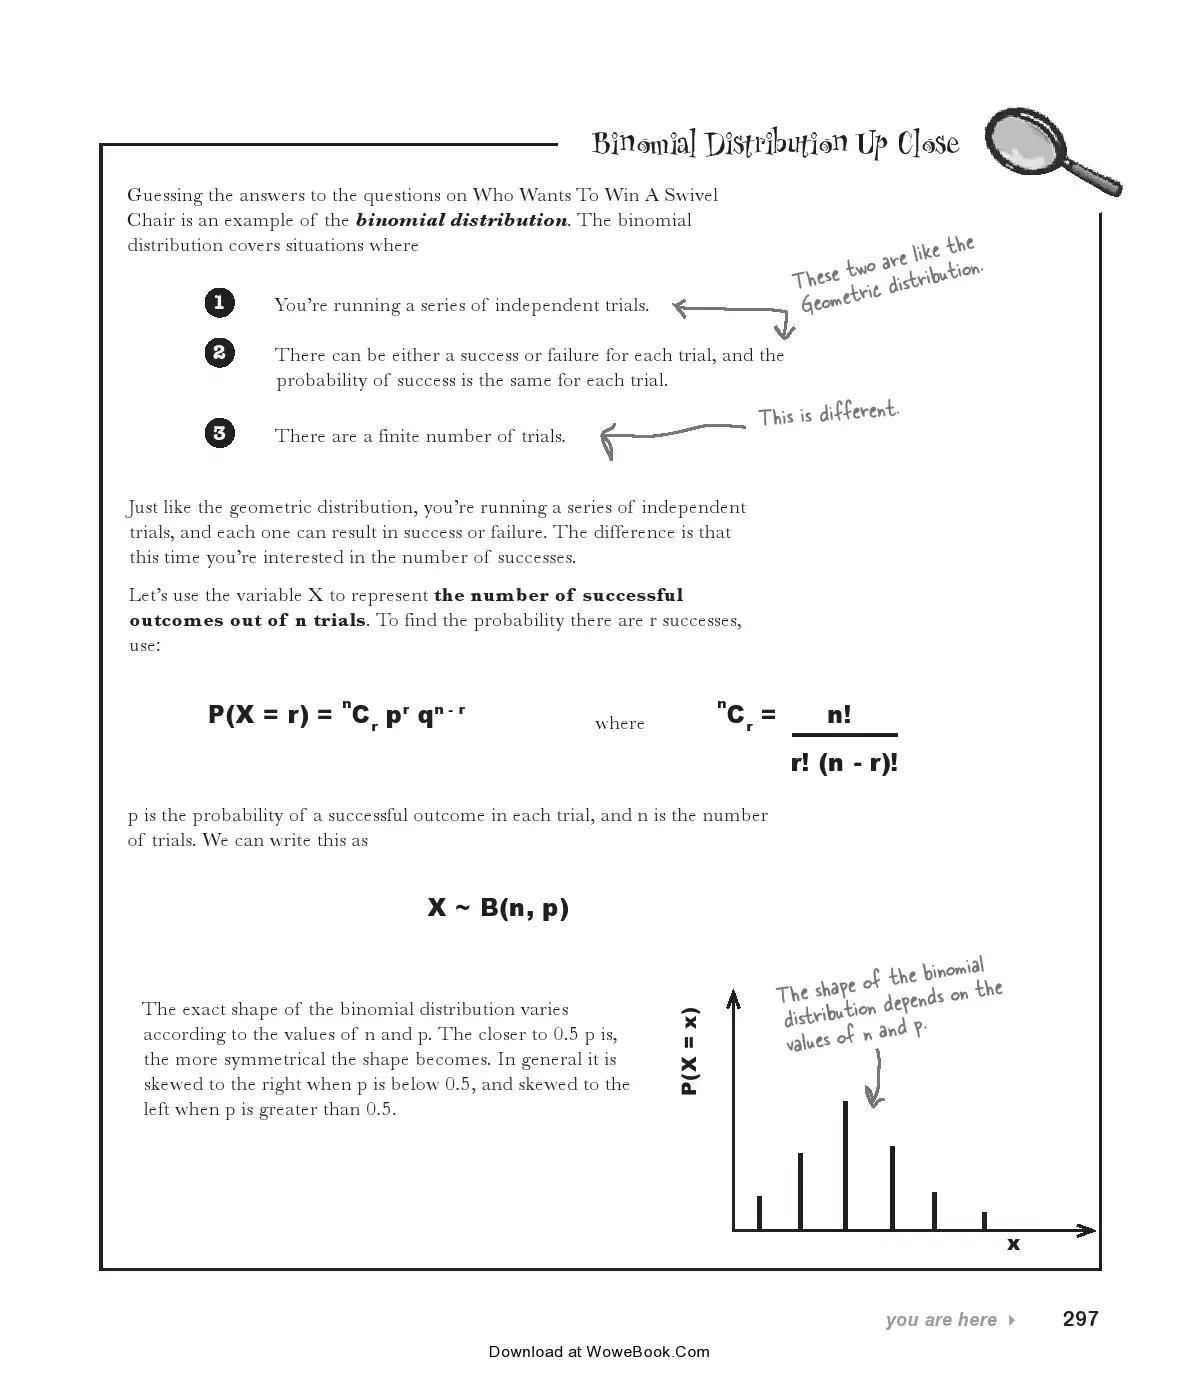 Binomial Distribution Up Close
Guessing the answers to the questions on Who Wants To Win A Swivel
Chair is an example of the binomial distribution. The binomial
distribution covers situations where
These two are like the
Geometric distribution.
1 You're running a series of independent trials.
2 There can be either a success or failure for each trial, and the
probability of success is the same for each trial.
This is different.
3 There are a finite number of trials.
Just like the geometric distribution, you're running a series of independent
trials, and each one can result in success or failure. The difference is that
this time you're interested in the number of successes.
Let's use the variable X to represent the number of successful
outcomes out of n trials. To find the probability there are r successes,
use:
P(X = r) = ⁿCᵣ pʳ qⁿ⁻ʳ where ⁿCᵣ = n!
r! (n - r)!
p is the probability of a successful outcome in each trial, and n is the number
of trials. We can write this as
X ~ B(n, p)
The exact shape of the binomial distribution varies
according to the values of n and p. The closer to 0.5 p is,
the more symmetrical the shape becomes. In general it is
skewed to the right when p is below 0.5, and skewed to the
left when p is greater than 0.5.
P(X = x)
The shape of the binomial
distribution depends on the
values of n and p.
x
you are here 297
Download at WoweBook.Com